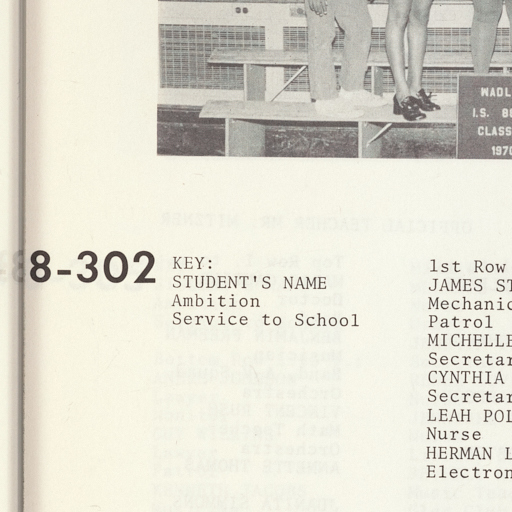 WADL
I.S. 8
CLASS
1970
8-302
KEY:
STUDENT'S NAME
Ambition
Service to School
1st Row
JAMES ST
Mechanic
Patrol
MICHELLE
Secretar
CYNTHIA
Secretar
LEAH POL
Nurse
HERMAN L
Electron